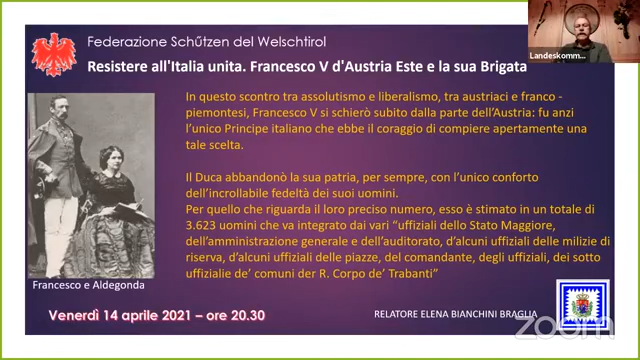 Federazione Schűtzen del Welschtirol
Resistere all'Italia unita. Francesco V d'Austria Este e la sua Brigata
Landeskomm...
In questo scontro tra assolutismo e liberalismo, tra austriaci e franco -
piemontesi, Francesco V si schierò subito dalla parte dell'Austria: fu anzi
l'unico Principe italiano che ebbe il coraggio di compiere apertamente una
tale scelta.
Il Duca abbandonò la sua patria, per sempre, con l'unico conforto
dell'incrollabile fedeltà dei suoi uomini.
Per quello che riguarda il loro preciso numero, esso è stimato in un totale di
3.623 uomini che va integrato dai vari "uffiziali dello Stato Maggiore,
dell'amministrazione generale e dell'auditorato, d'alcuni uffiziali delle milizie di
riserva, d'alcuni uffiziali delle piazze, del comandante, degli uffiziali, dei sotto
uffizialie de' comuni der R. Corpo de' Trabanti"
Francesco e Aldegonda
Venerdì 14 aprile 2021 – ore 20.30
RELATORE ELENA BIANCHINI BRAGLIA
zoom